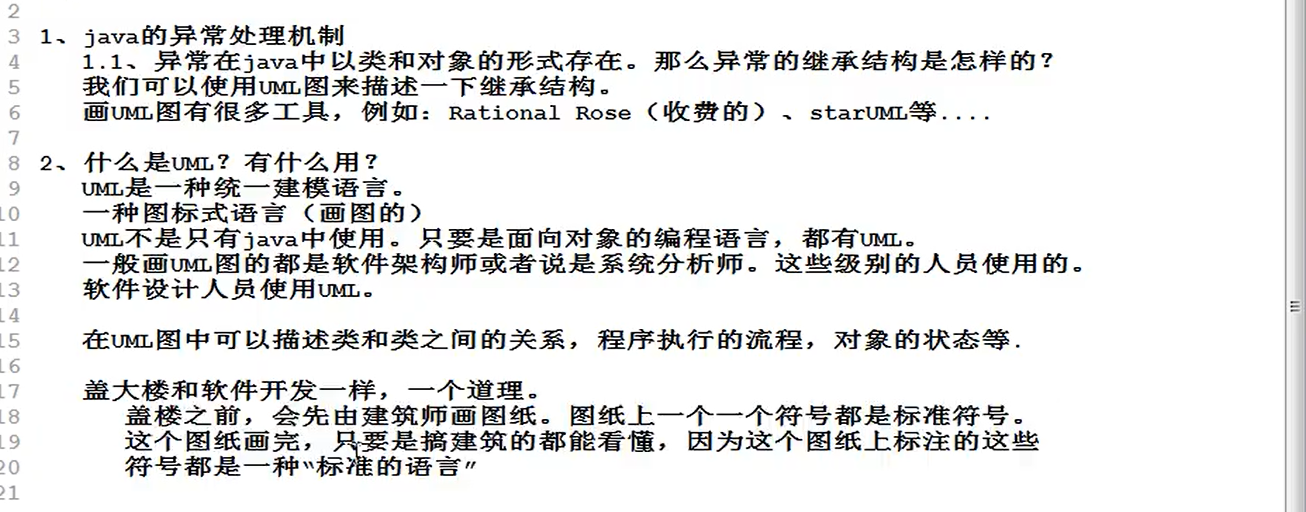 2
3 1、java的异常处理机制
4 1.1、异常在java中以类和对象的形式存在。那么异常的继承结构是怎样的？
5 我们可以使用UML图来描述一下继承结构。
6 画UML图有很多工具，例如：Rational Rose（收费的）、starUML等....
7
8 2、什么是UML？有什么用？
9 UML是一种统一建模语言。
10 一种图标式语言（画图的）
11 UML不是只有java中使用。只要是面向对象的编程语言，都有UML。
12 一般画UML图的都是软件架构师或者说是系统分析师。这些级别的人员使用的。
13 软件设计人员使用UML。
14
15 在UML图中可以描述类和类之间的关系，程序执行的流程，对象的状态等.
16
17 盖大楼和软件开发一样，一个道理。
18 盖楼之前，会先由建筑师画图纸。图纸上一个一个符号都是标准符号。
19 这个图纸画完，只要是搞建筑的都能看懂，因为这个图纸上标注的这些
20 符号都是一种“标准的语言”
21